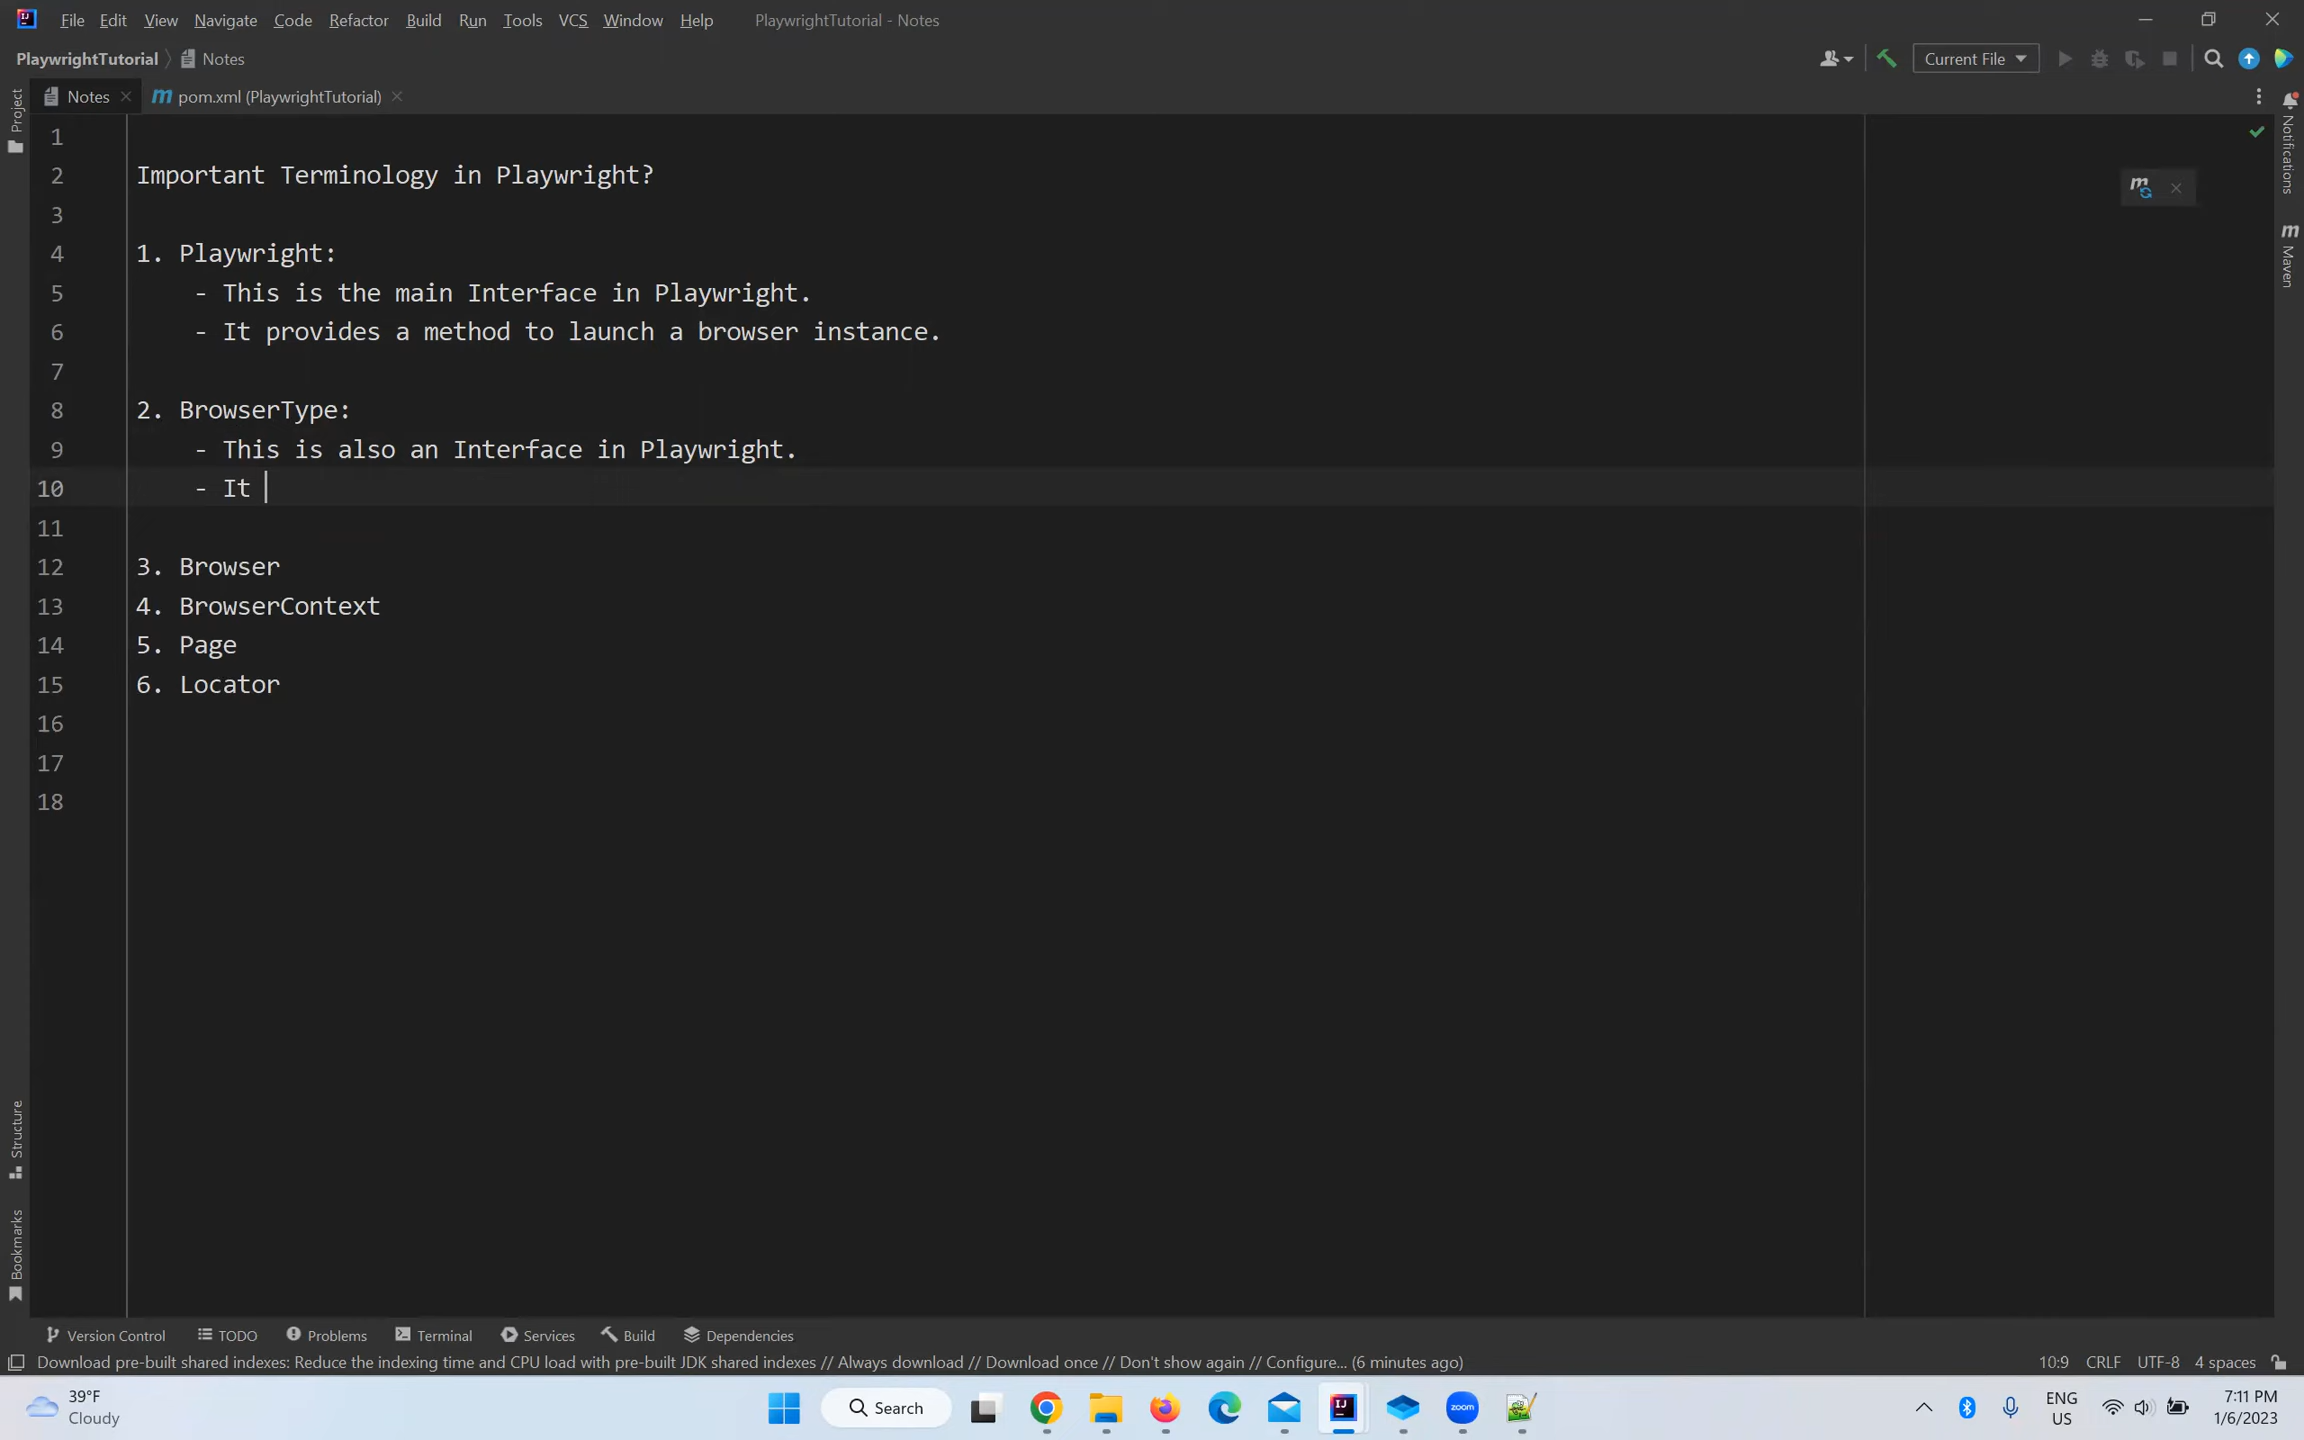 File Edit View Navigate Code Refactor Build Run Tools VCS Window Help PlaywrightTutorial - Notes
PlaywrightTutorial Notes Current File
Notes pom.xml (PlaywrightTutorial)
Project
Notifications
Maven
1
2 Important Terminology in Playwright?
3
4 1. Playwright:
5 - This is the main Interface in Playwright.
6 - It provides a method to launch a browser instance.
7
8 2. BrowserType:
9 - This is also an Interface in Playwright.
10 - It
11
12 3. Browser
13 4. BrowserContext
14 5. Page
15 6. Locator
16
17
18
Structure
Bookmarks
Version Control TODO Problems Terminal Services Build Dependencies
Download pre-built shared indexes: Reduce the indexing time and CPU load with pre-built JDK shared indexes // Always download // Download once // Don't show again // Configure... (6 minutes ago) 10:9 CRLF UTF-8 4 spaces
39°F
Cloudy
Search
zoom
ENG
US
7:11 PM
1/6/2023